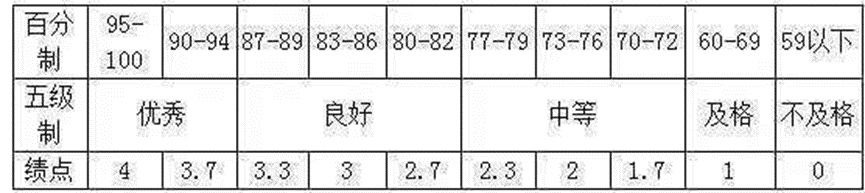 百分制 95-100 90-94 87-89 83-86 80-82 77-79 73-76 70-72 60-69 59以下
五级制 优秀 良好 中等 及格 不及格
绩点 4 3.7 3.3 3 2.7 2.3 2 1.7 1 0